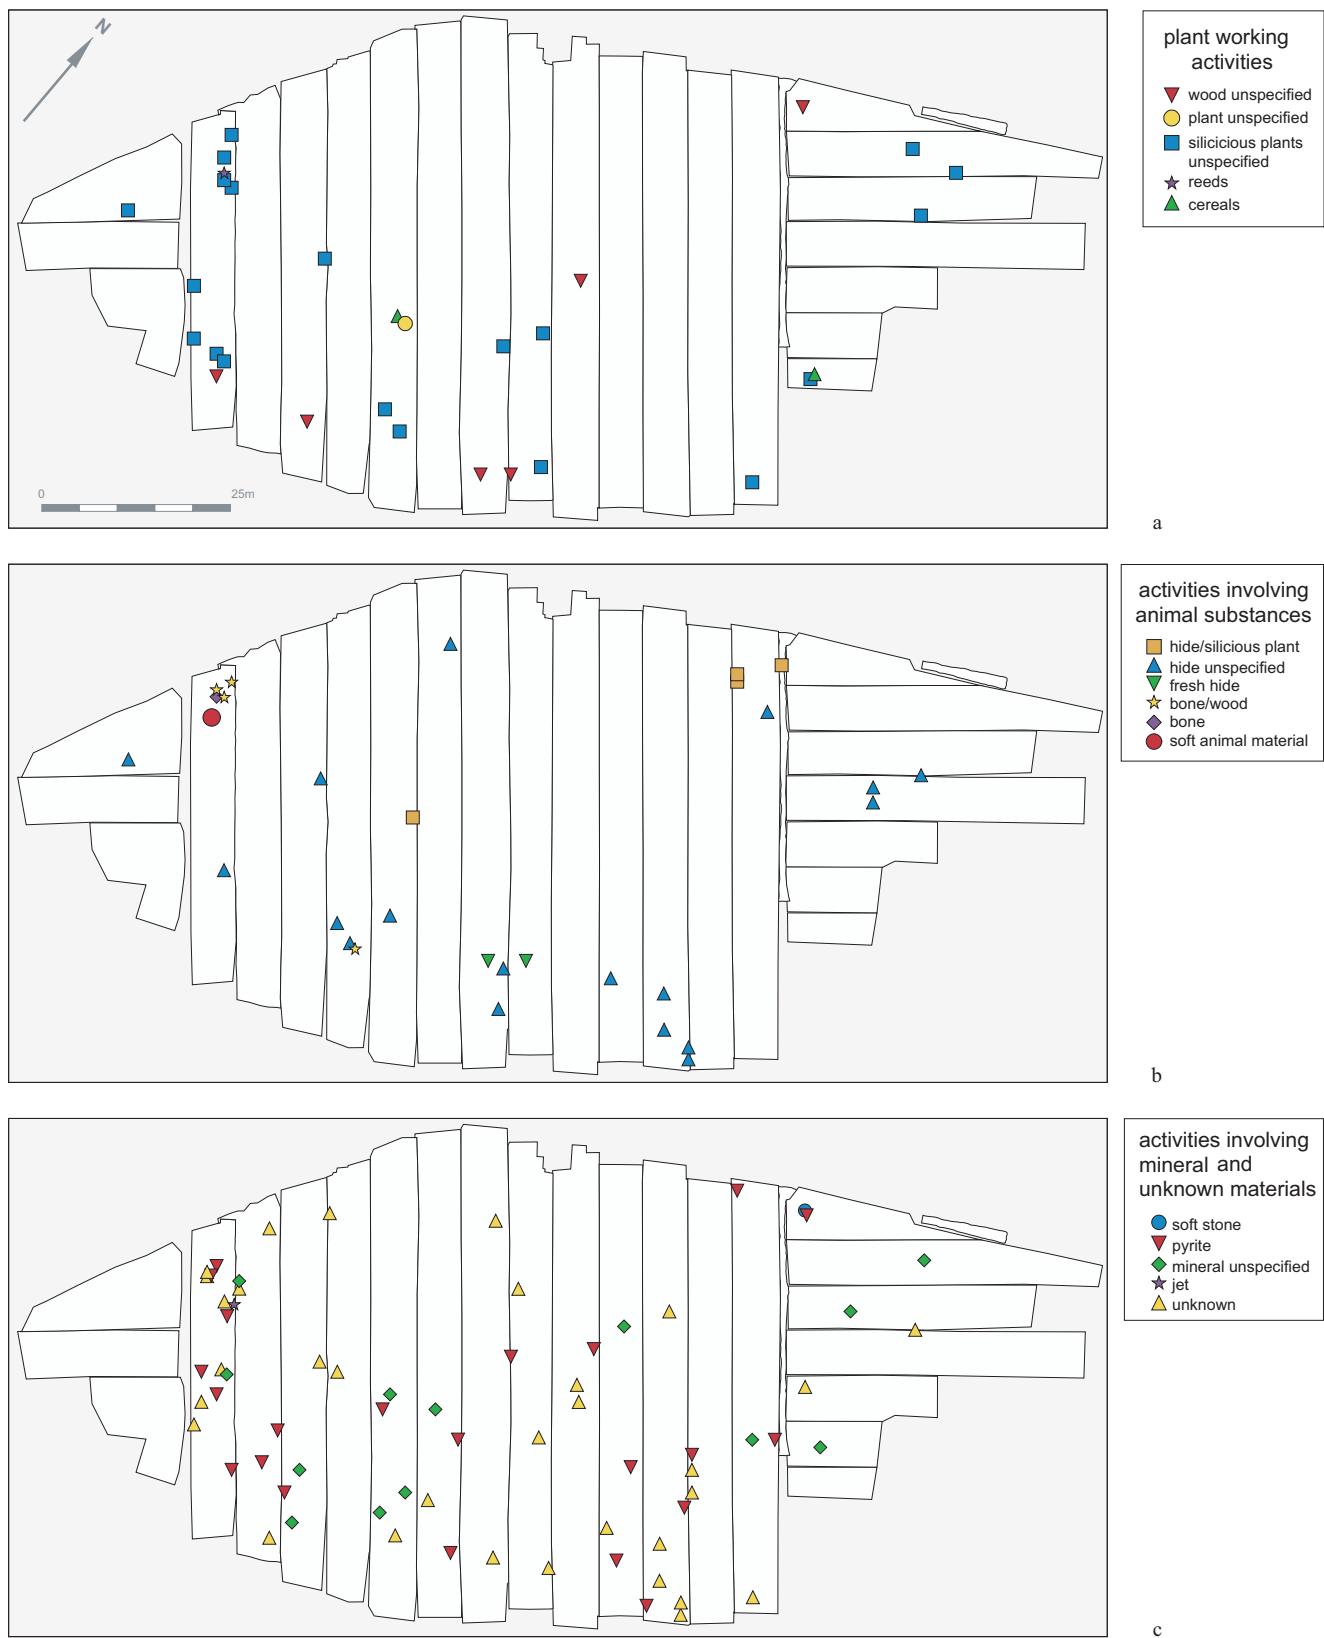 N
plant working
activities
wood unspecified
plant unspecified
silicicious plants
unspecified
reeds
cereals
0 25m
a
activities involving
animal substances
hide/silicious plant
hide unspecified
fresh hide
bone/wood
bone
soft animal material
b
activities involving
mineral and
unknown materials
soft stone
pyrite
mineral unspecified
jet
unknown
c